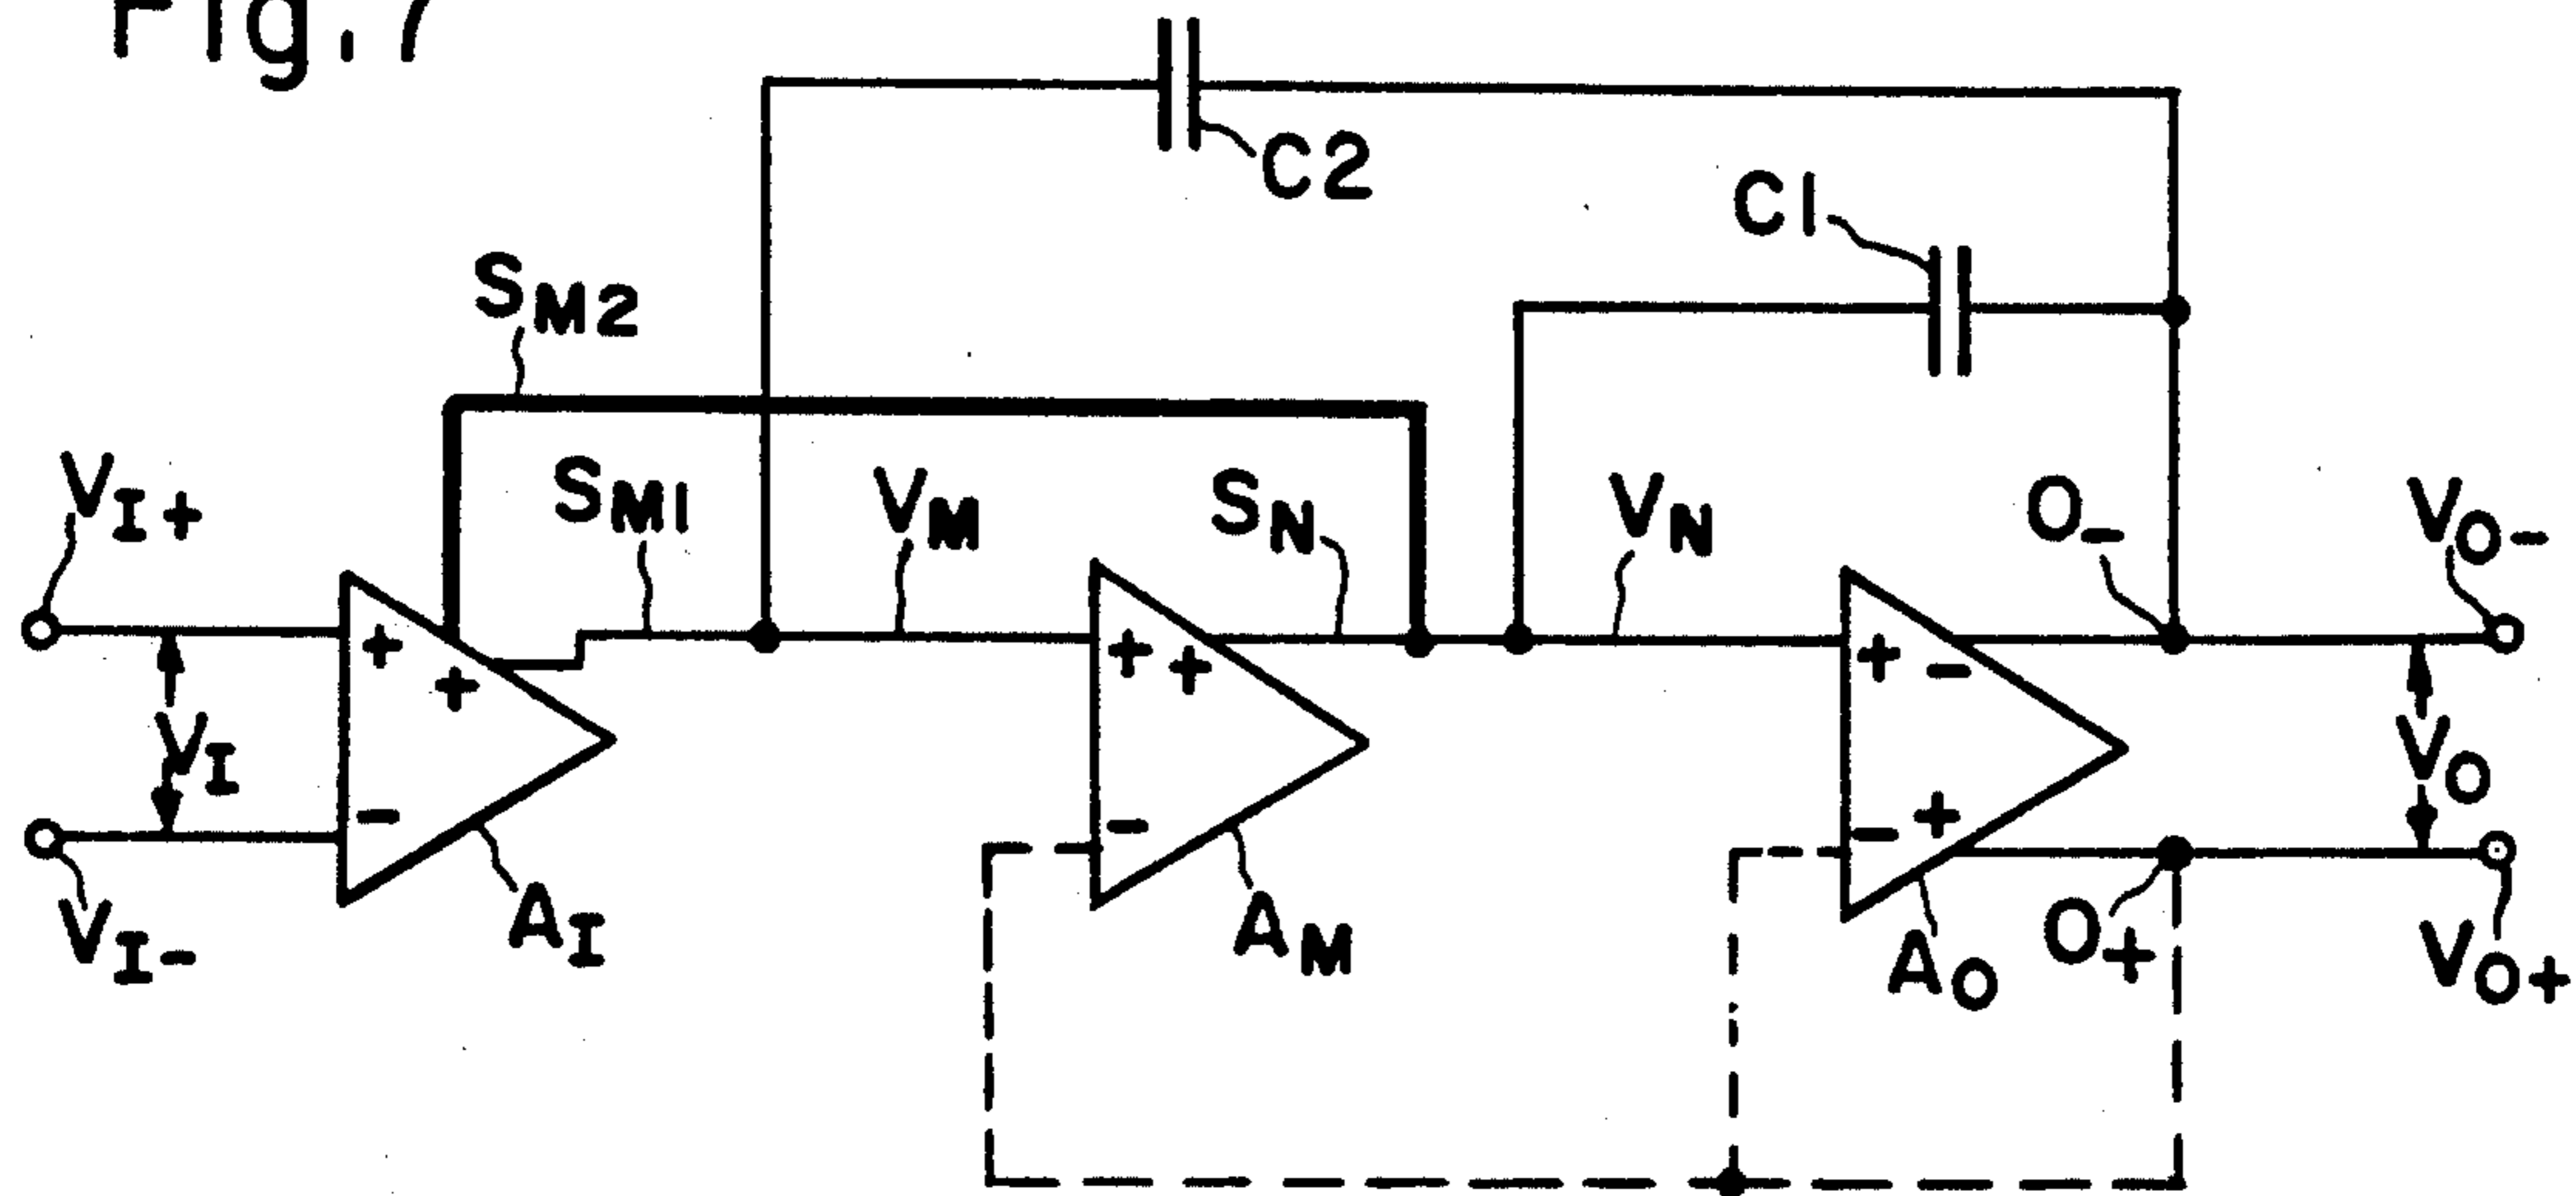 Fig. 7
C2
C1
SM2
VI+
SM1
VM
SN
VN
O-
VO-
+
+
-
VI
+
+
-
+
-
-
+
VO
VI-
AI
AM
AO
O+
VO+